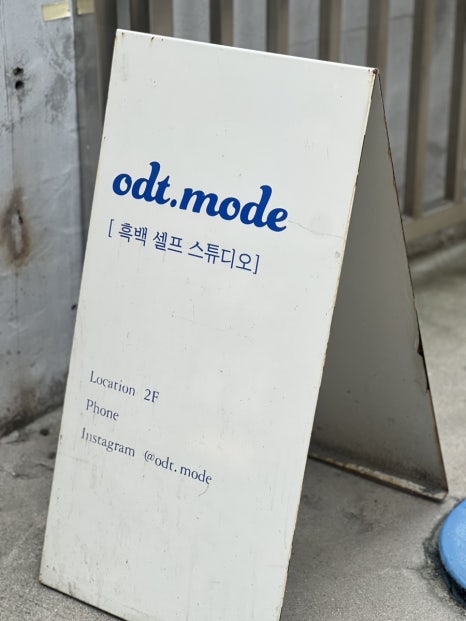 odt.mode
[ 흑백 셀프 스튜디오]
Location 2F
Phone
Instagram @odt.mode